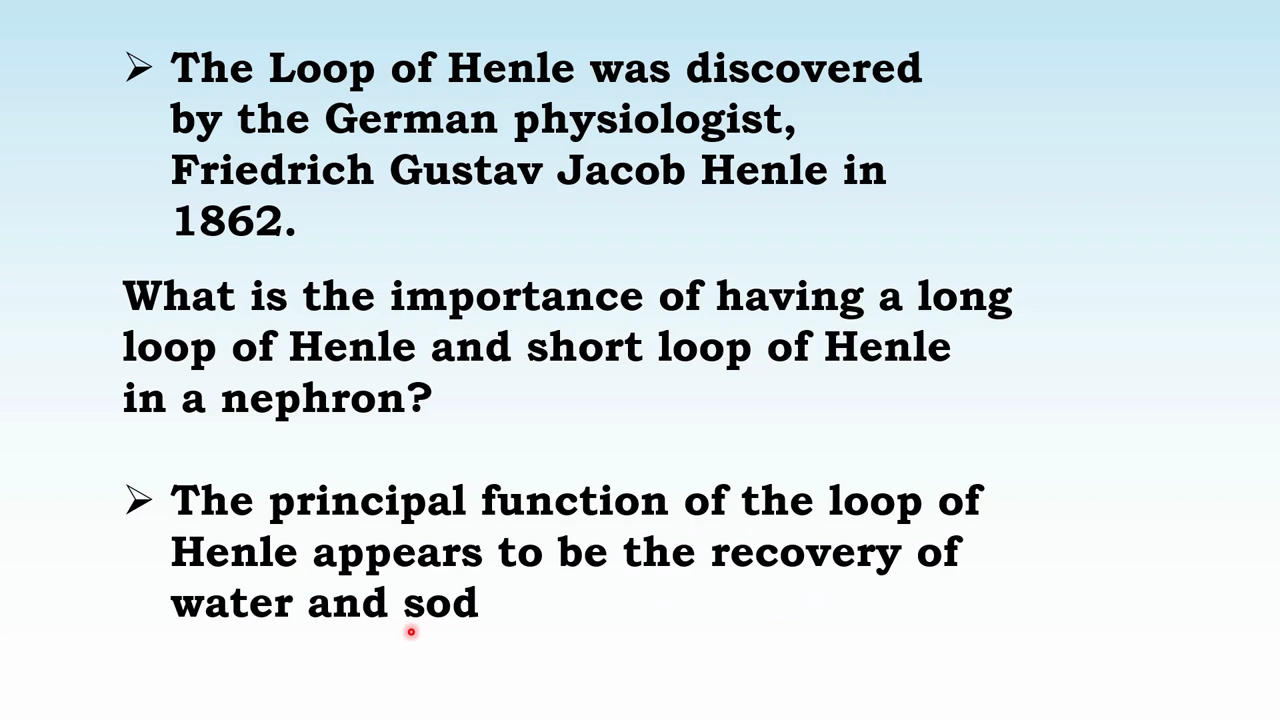 ➢ The Loop of Henle was discovered
by the German physiologist,
Friedrich Gustav Jacob Henle in
1862.
What is the importance of having a long
loop of Henle and short loop of Henle
in a nephron?
➢ The principal function of the loop of
Henle appears to be the recovery of
water and sod